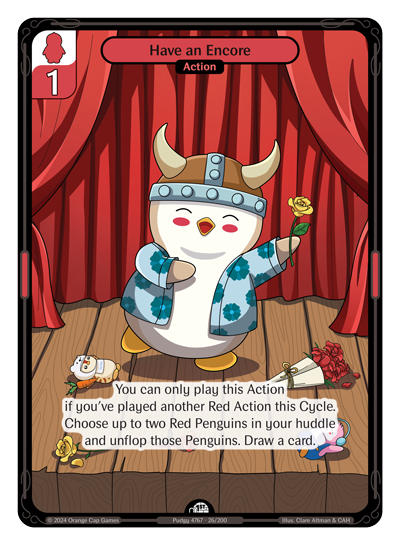 Have an Encore
Action
1
You can only play this Action
if you've played another Red Action this Cycle.
Choose up to two Red Penguins in your huddle
and unflop those Penguins. Draw a card.
© 2024 Orange Cap Games
Pudgy 4767 · 26/200
Illus. Clare Altman & CAH